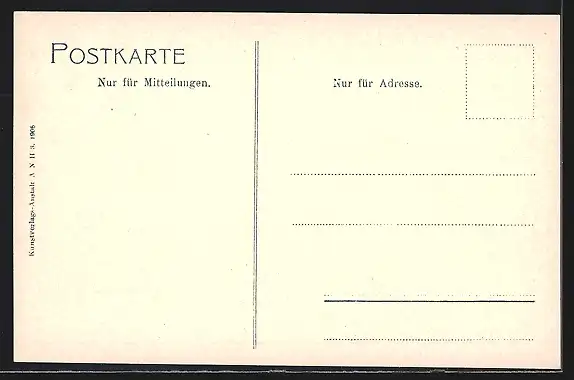 POSTKARTE
Nur für Mitteilungen.
Nur für Adresse.
Kunstverlags-Anstalt A N H 3. 1906